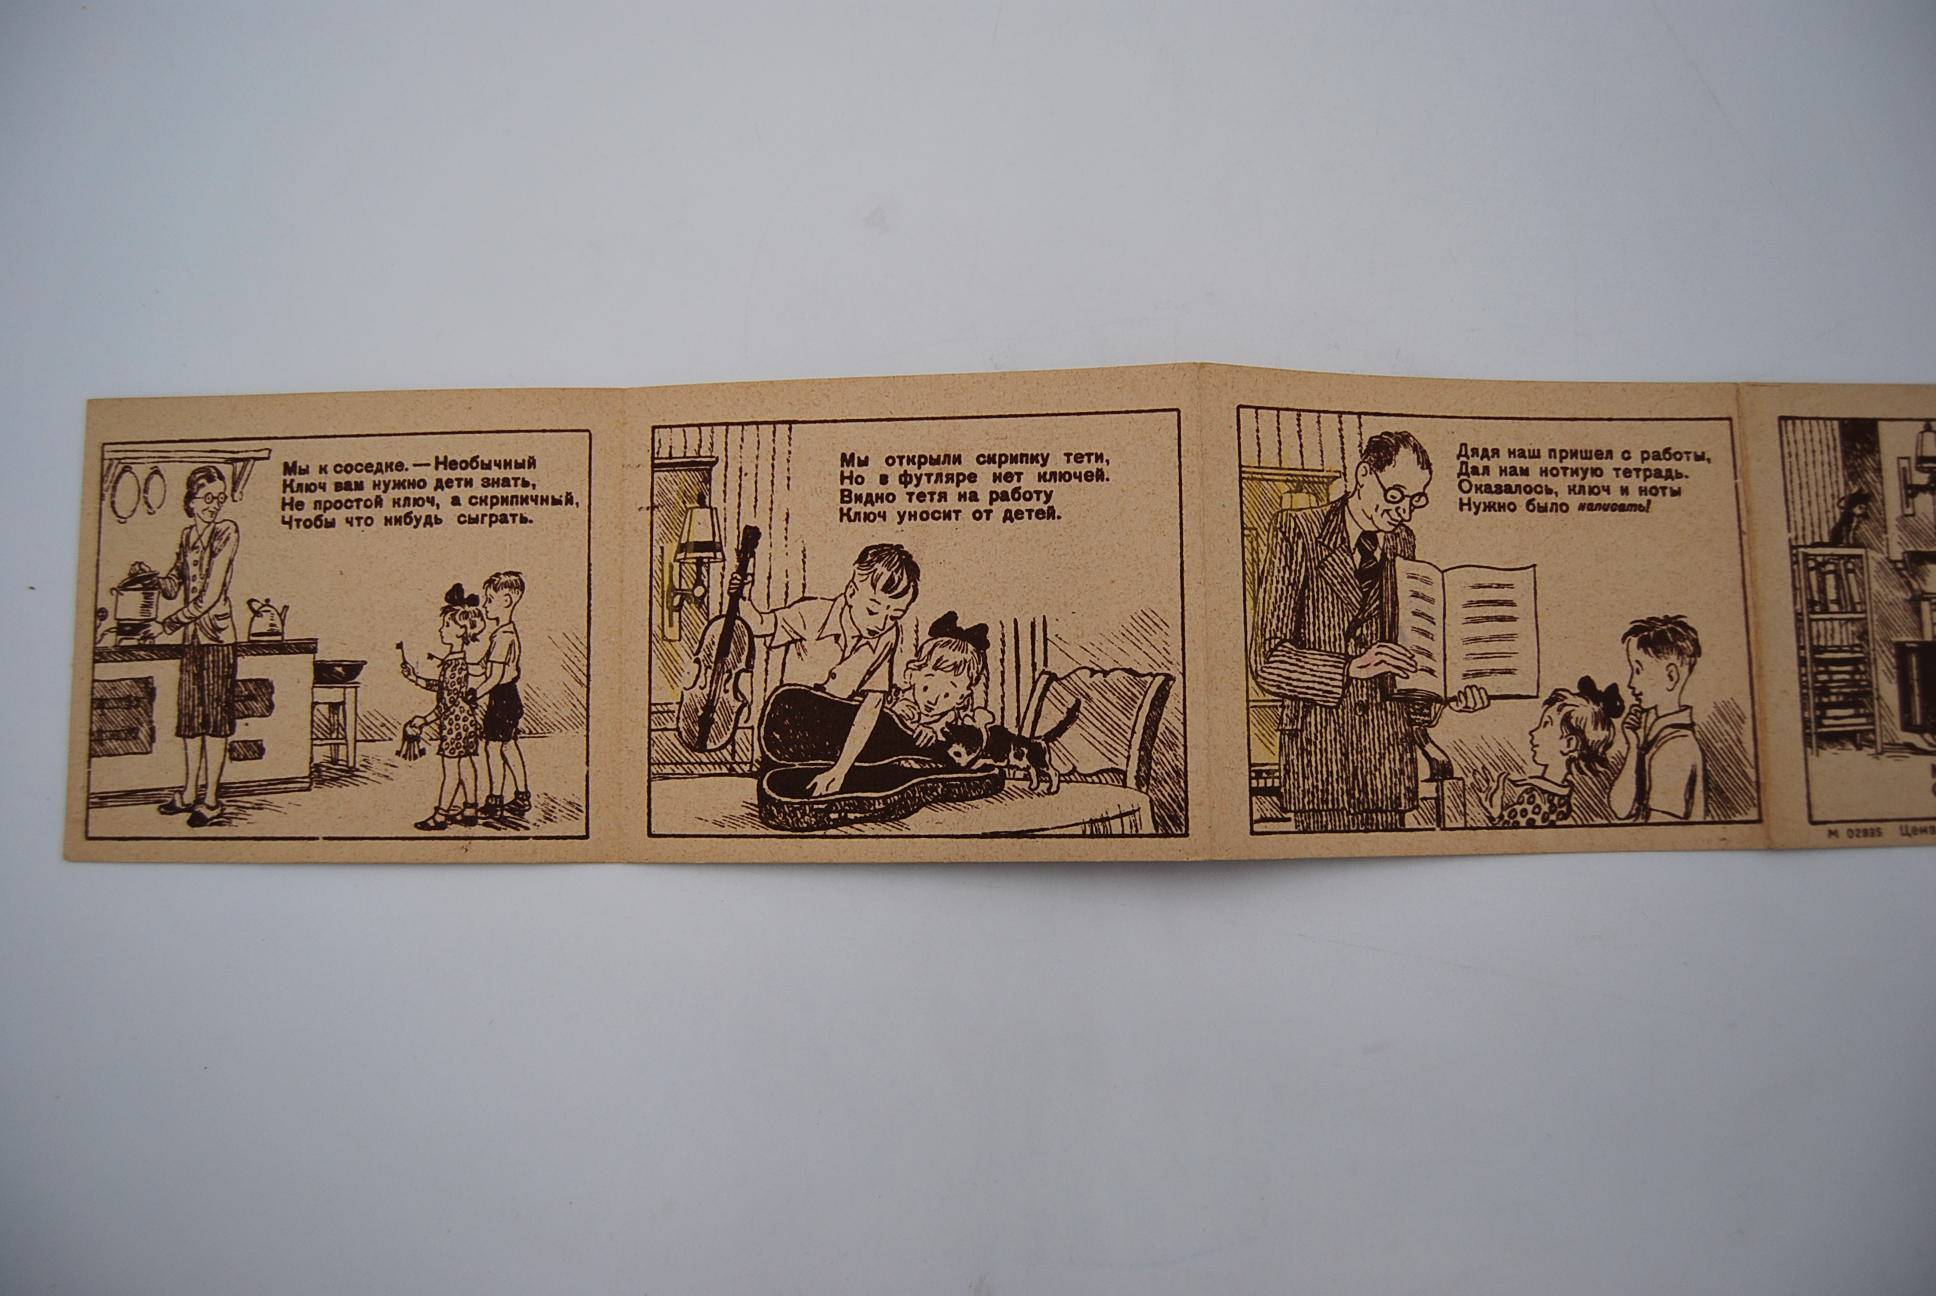 Мы к соседке. — Необычный
Ключ вам нужно дети знать,
Не простой ключ, а скрипичный,
Чтобы что нибудь сыграть.
Мы открыли скрипку тети,
Но в футляре нет ключей.
Видно тетя на работу
Ключ уносит от детей.
Дядя наш пришел с работы,
Дал нам нотную тетрадь.
Оказалось, ключ и ноты
Нужно было написать!
М 02935 Цена